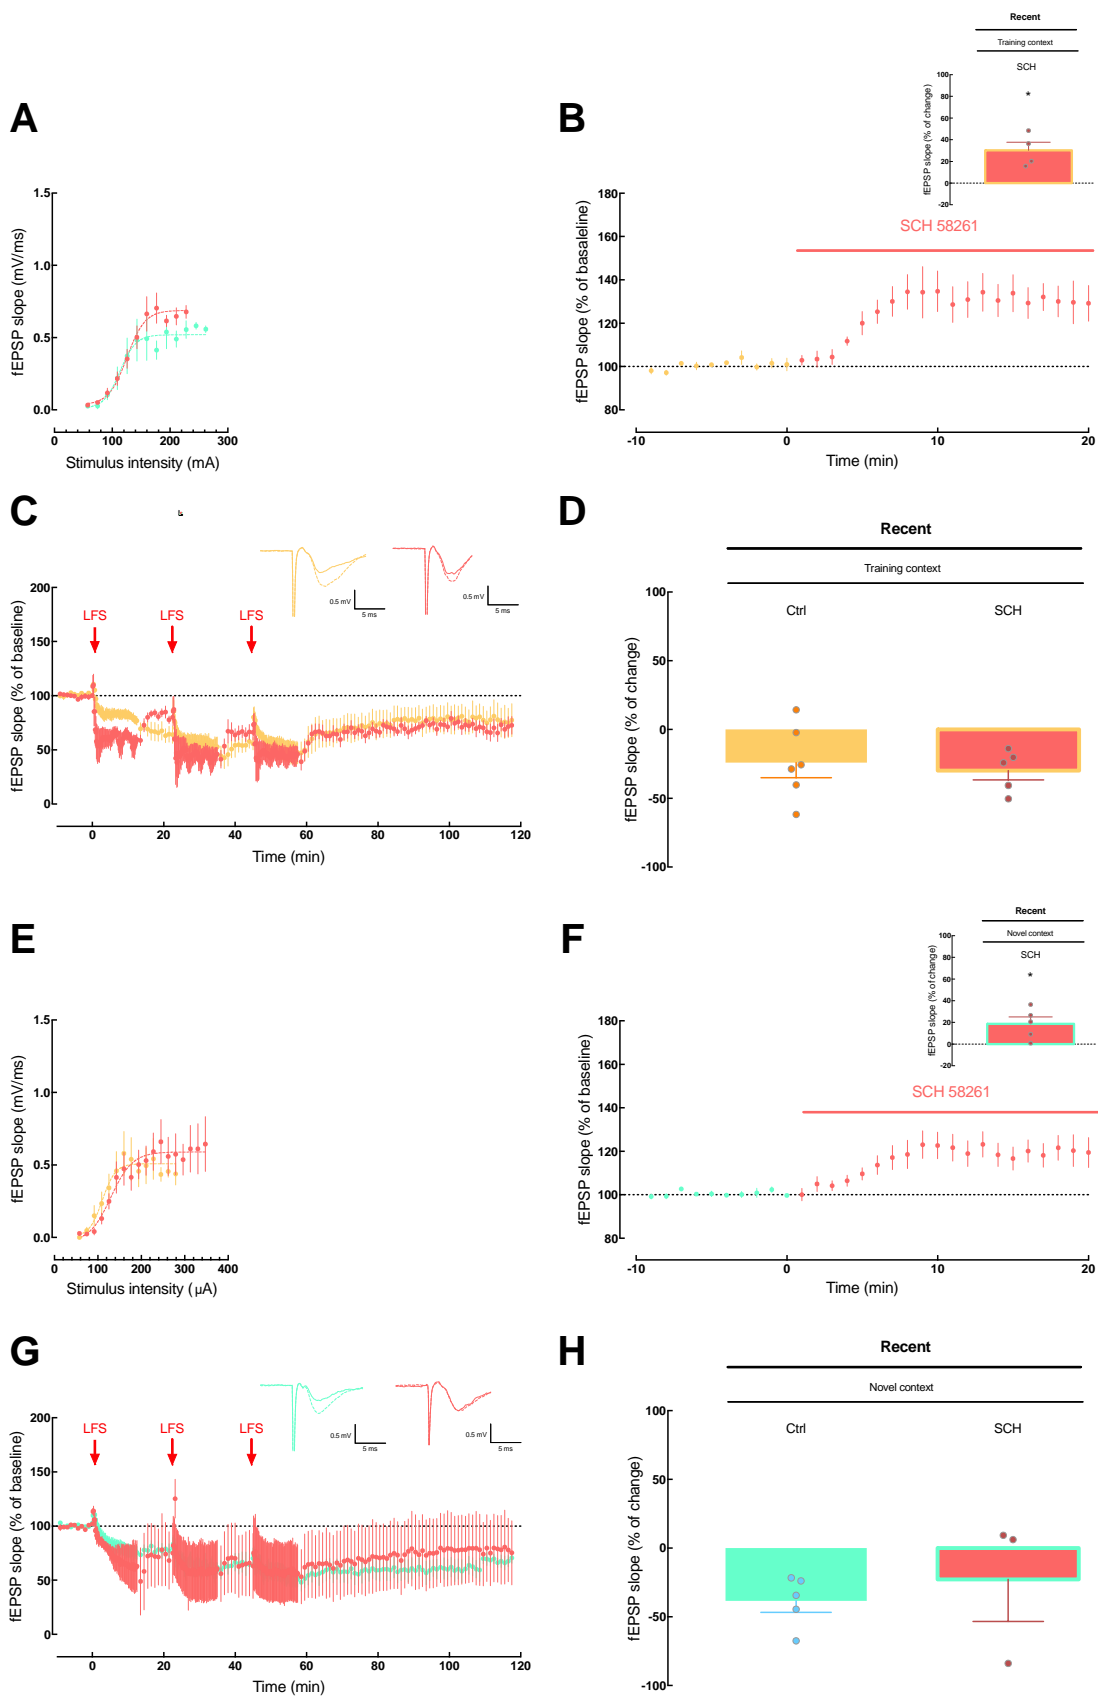 A
fEPSP slope (mV/ms)
1.5
1.0
0.5
0.0
0
100
200
300
Stimulus intensity (mA)
B
Recent
Training context
SCH
fEPSP slope (% of change)
100
80
60
40
20
0
-20
*
fEPSP slope (% of basaleline)
180
160
140
120
100
80
SCH 58261
-10
0
10
20
Time (min)
C
fEPSP slope (% of baseline)
200
150
100
50
0
LFS
LFS
LFS
0.5 mV
5 ms
0.5 mV
5 ms
0
20
40
60
80
100
120
Time (min)
D
Recent
Training context
Ctrl
SCH
fEPSP slope (% of change)
100
50
0
-50
-100
E
fEPSP slope (mV/ms)
1.5
1.0
0.5
0.0
0
100
200
300
400
Stimulus intensity (µA)
F
Recent
Novel context
SCH
fEPSP slope (% of change)
100
80
60
40
20
0
-20
*
fEPSP slope (% of baseline)
180
160
140
120
100
80
SCH 58261
-10
0
10
20
Time (min)
G
fEPSP slope (% of baseline)
200
150
100
50
0
LFS
LFS
LFS
0.5 mV
5 ms
0.5 mV
5 ms
0
20
40
60
80
100
120
Time (min)
H
Recent
Novel context
Ctrl
SCH
fEPSP slope (% of change)
100
50
0
-50
-100